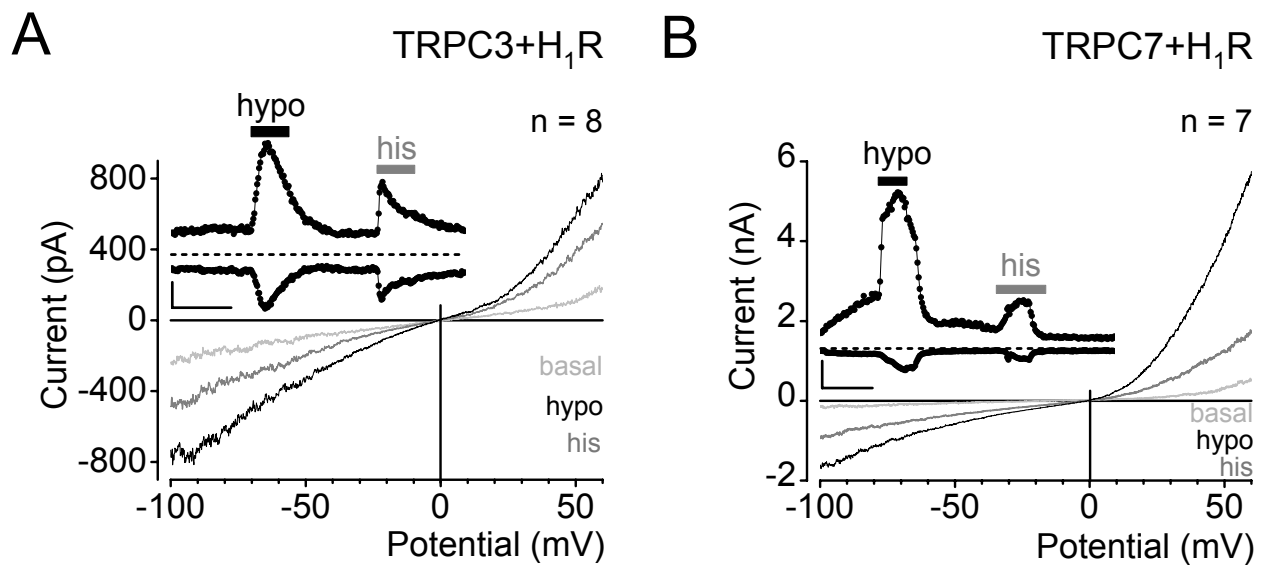 A
TRPC3+H1R
n = 8
hypo
his
800
400
0
-400
-800
Current (pA)
basal
hypo
his
-100
-50
0
50
Potential (mV)
B
TRPC7+H1R
n = 7
hypo
his
6
4
2
0
-2
Current (nA)
basal
hypo
his
-100
-50
0
50
Potential (mV)